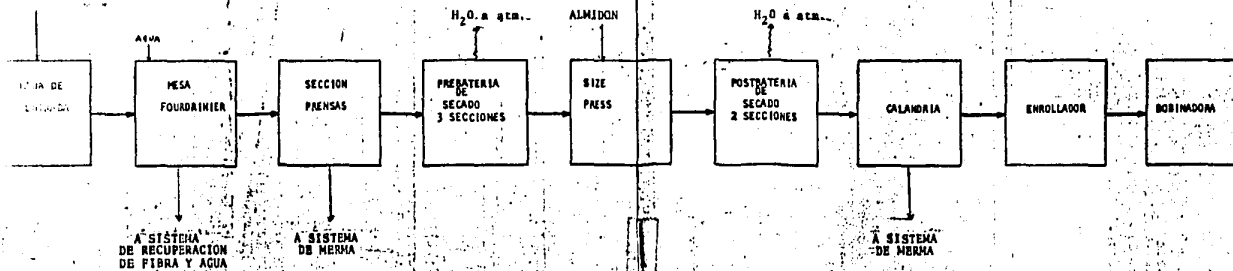 H₂O a atm.
ALMIDON
H₂O a atm.
AGUA
DE
MESA
FOURDRINIER
SECCION
PRENSAS
PREBATERIA
DE
SECADO
3 SECCIONES
SIZE
PRESS
POSTBATERIA
DE
SECADO
2 SECCIONES
CALANDRIA
ENROLLADOR
BOBINADORA
A SISTEMA
DE RECUPERACION
DE FIBRA Y AGUA
A SISTEMA
DE MERMA
A SISTEMA
DE MERMA